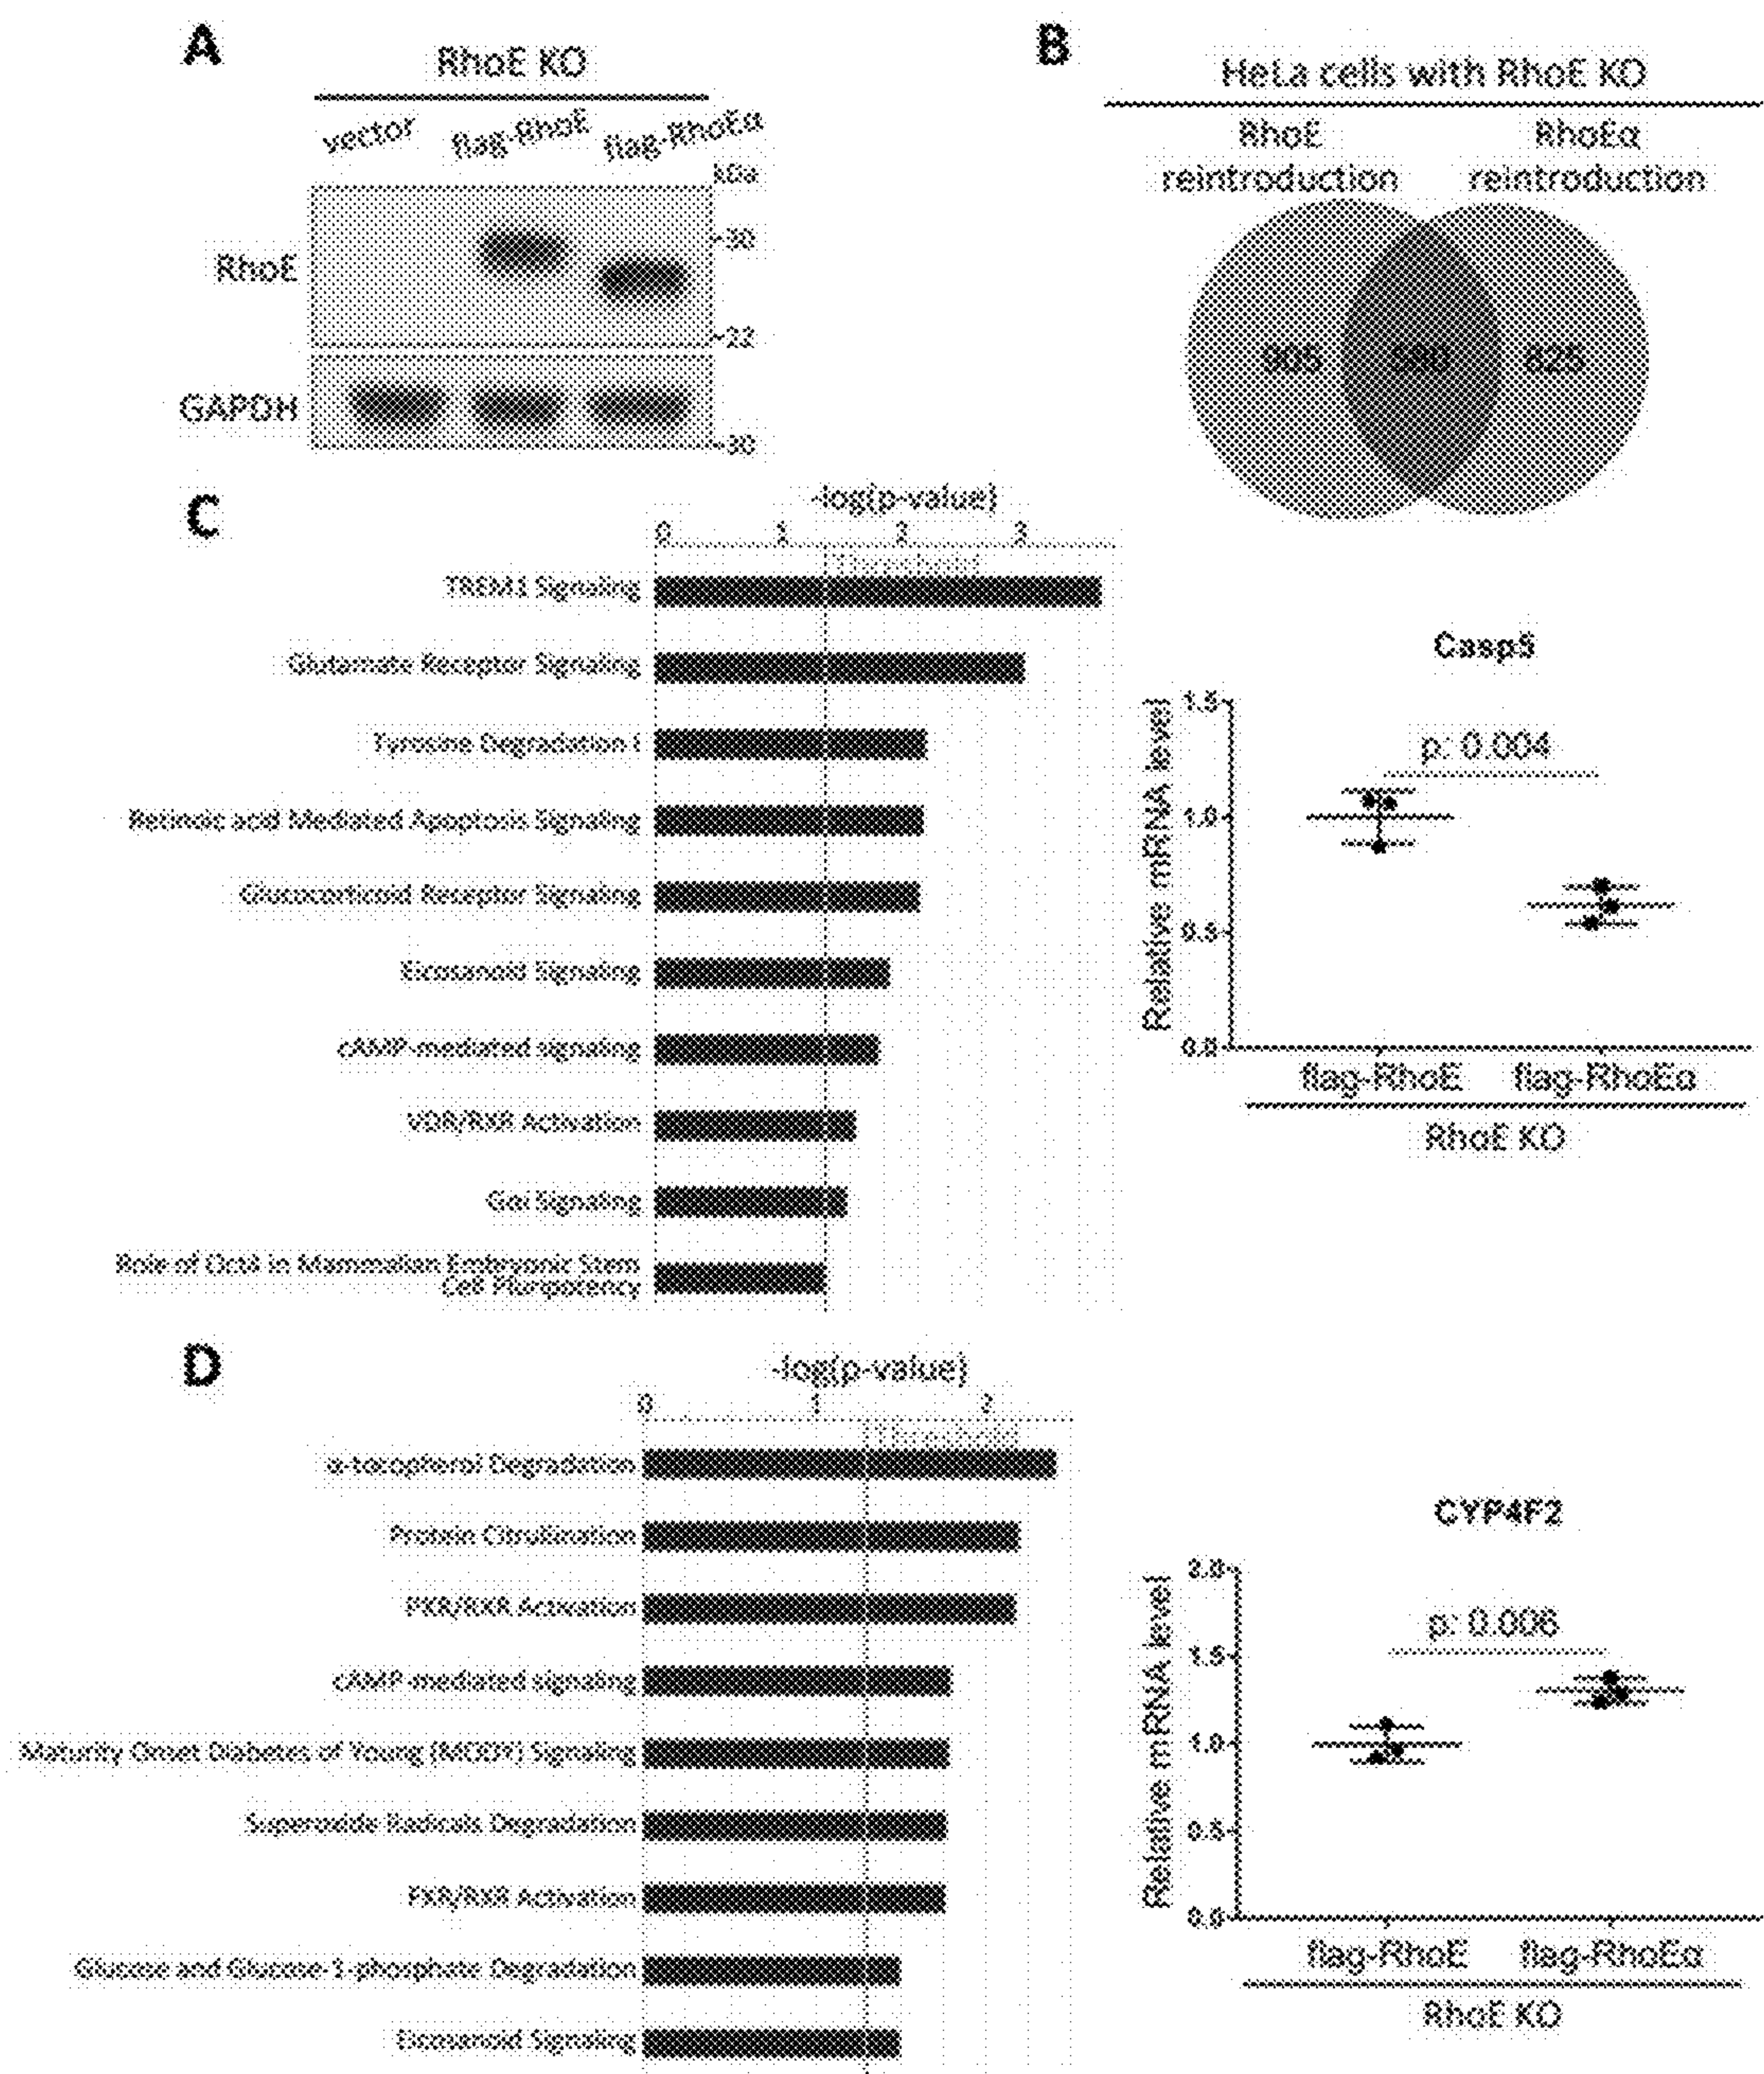 A
RhoE KO
vector
flag-RhoE
flag-RhoEα
kDa
30
RhoE
22
GAPDH
30
B
HeLa cells with RhoE KO
RhoE
reintroduction
RhoEα
reintroduction
905
580
825
C
-log(p-value)
0 1 2 3
Threshold
TREM1 Signaling
Glutamate Receptor Signaling
Tyrosine Degradation I
Retinoic acid Mediated Apoptosis Signaling
Glucocorticoid Receptor Signaling
Eicosanoid Signaling
cAMP-mediated signaling
VDR/RXR Activation
Gαi Signaling
Role of Oct4 in Mammalian Embryonic Stem
Cell Pluripotency
Casp5
Relative mRNA level
1.5
1.0
0.5
0.0
p: 0.004
flag-RhoE flag-RhoEα
RhoE KO
D
-log(p-value)
0 1 2
Threshold
α-tocopherol Degradation
Protein Citrullination
PXR/RXR Activation
cAMP-mediated signaling
Maturity Onset Diabetes of Young (MODY) Signaling
Superoxide Radicals Degradation
FXR/RXR Activation
Glucose and Glucose-1-phosphate Degradation
Eicosanoid Signaling
CYP4F2
Relative mRNA level
2.0
1.5
1.0
0.5
0.0
p: 0.006
flag-RhoE flag-RhoEα
RhoE KO